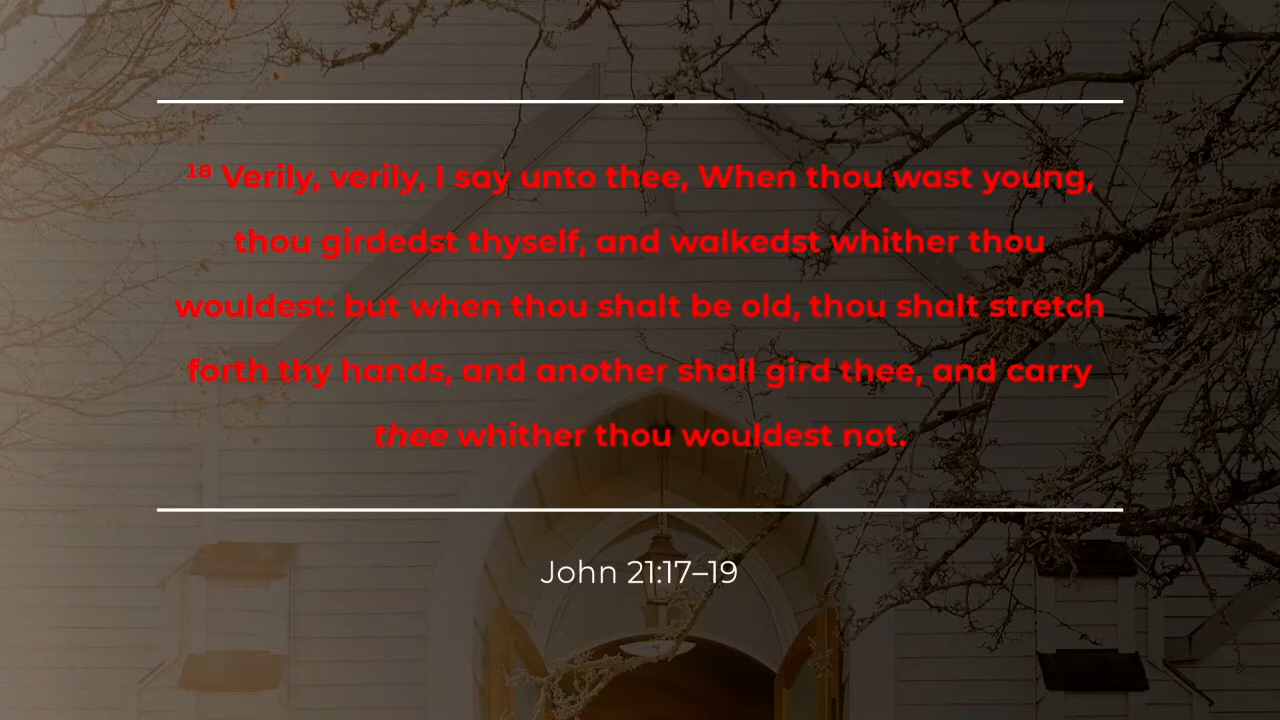 ¹⁸ Verily, verily, I say unto thee, When thou wast young,
thou girdedst thyself, and walkedst whither thou
wouldest: but when thou shalt be old, thou shalt stretch
forth thy hands, and another shall gird thee, and carry
thee whither thou wouldest not.
John 21:17–19